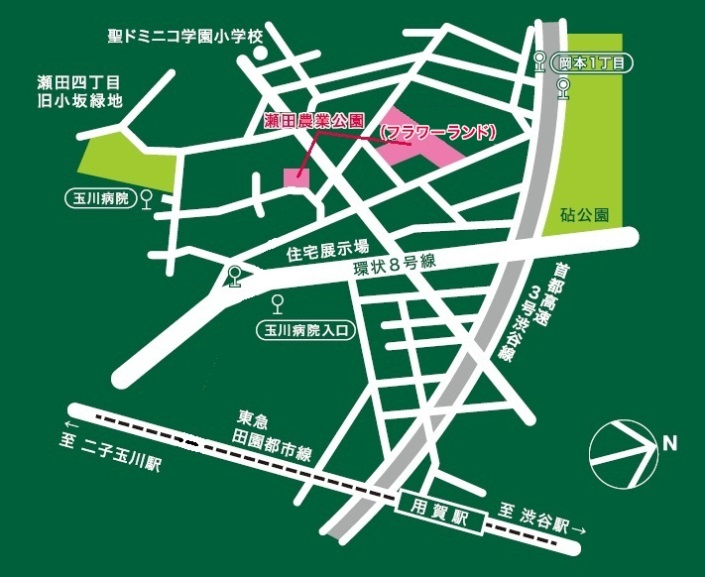 聖ドミニコ学園小学校
岡本1丁目
瀬田四丁目
旧小坂緑地
瀬田農業公園
(フラワーランド)
玉川病院
砧公園
住宅展示場
環状8号線
首都高速
3号渋谷線
玉川病院入口
東急
田園都市線
←
至 二子玉川駅
N
用賀駅
至 渋谷駅→